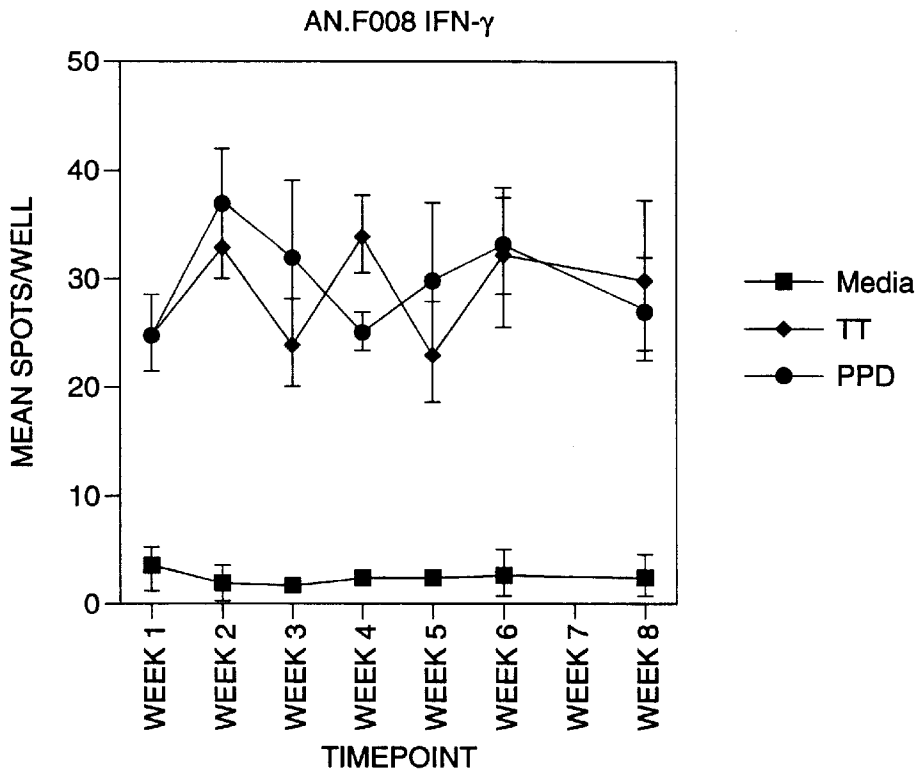 AN.F008 IFN-γ
50
40
30
20
10
0
MEAN SPOTS/WELL
WEEK 1
WEEK 2
WEEK 3
WEEK 4
WEEK 5
WEEK 6
WEEK 7
WEEK 8
TIMEPOINT
Media
TT
PPD